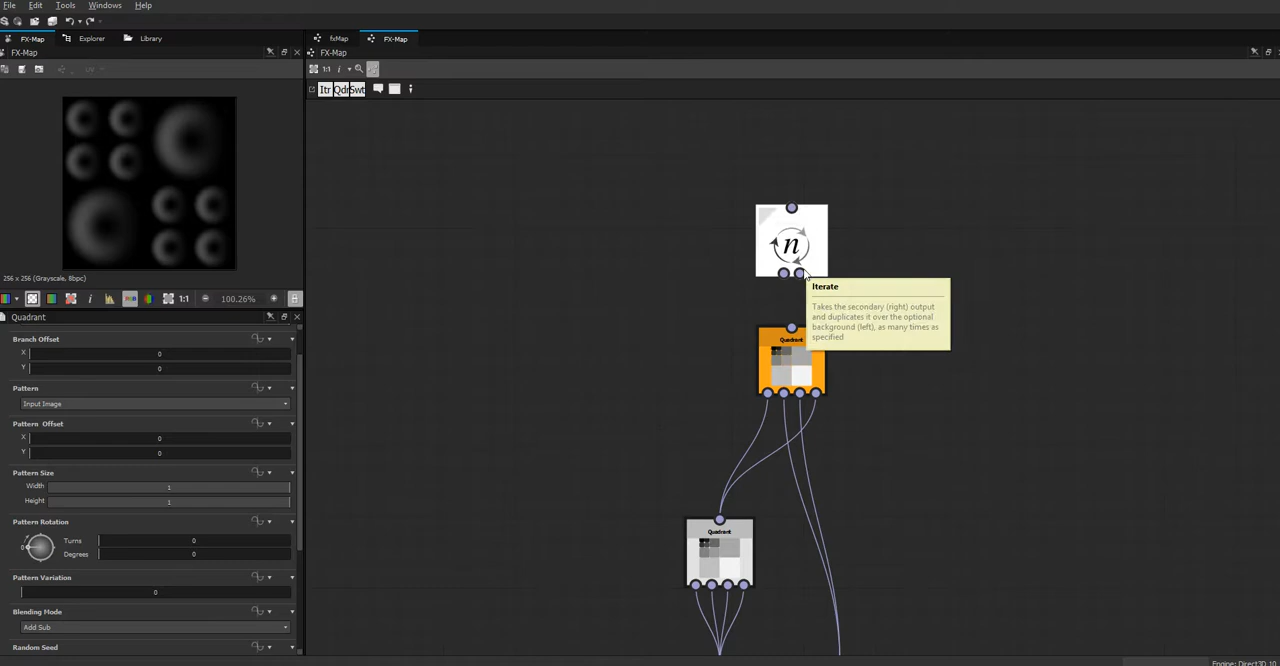 File Edit Tools Windows Help
FX-Map Explorer Library fxMap FX-Map
FX-Map FX-Map
1:1 i
Itr Qdr Swt
n
Iterate
Takes the secondary (right) output
and duplicates it over the optional
background (left), as many times as
specified
256 x 256 (Grayscale, 8bpc)
1:1 100.26%
Quadrant
Branch Offset
X 0
Y 0
Pattern
Input Image
Pattern Offset
X 0
Y 0
Pattern Size
Width 1
Height 1
Pattern Rotation
0 Turns 0
Degrees 0
Pattern Variation
0
Blending Mode
Add Sub
Random Seed
Quadrant
Quadrant
Engine: Direct3D 10